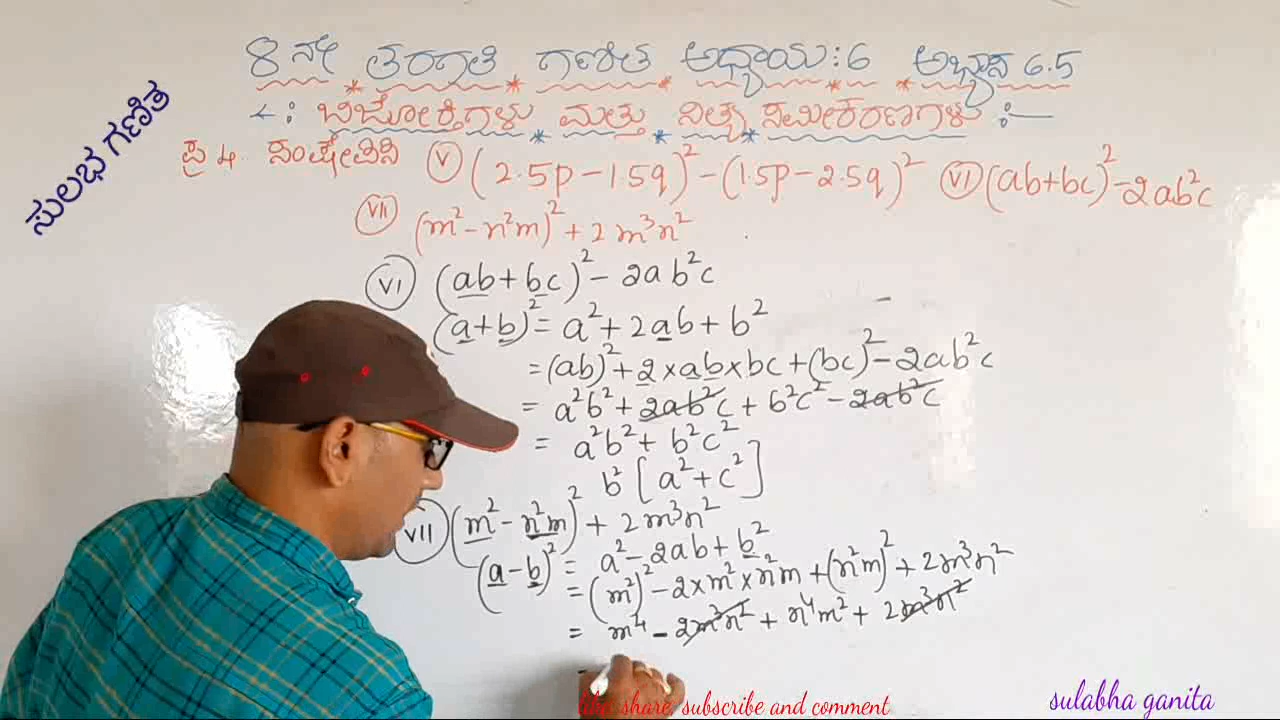 8 ನೇ ತರಗತಿ ಗಣಿತ ಅಧ್ಯಾಯ: 6 ಅಭ್ಯಾಸ 6.5
ಬೀಜೋಕ್ತಿಗಳು ಮತ್ತು ನಿತ್ಯ ಸಮೀಕರಣಗಳು :—
ಸುಲಭ ಗಣಿತ
ಪ್ರ 4. ಸಂಕ್ಷೇಪಿಸಿ (V) (2.5p - 1.5q)² - (1.5p - 2.5q)² (VI) (ab+bc)² - 2ab²c
(VII) (m² - n²m)² + 2m³n²
(VI) (ab + bc)² - 2ab²c
(a+b)² = a² + 2ab + b²
= (ab)² + 2×ab×bc + (bc)² - 2ab²c
= a²b² + 2ab²c + b²c² - 2ab²c
= a²b² + b²c²
b² [a² + c²]
(VII) (m² - n²m)² + 2m³n²
(a-b)² = a² - 2ab + b²
= (m²)² - 2×m²×n²m + (n²m)² + 2m³n²
= m⁴ - 2m³n² + n⁴m² + 2m³n²
like share, subscribe and comment
sulabha ganita